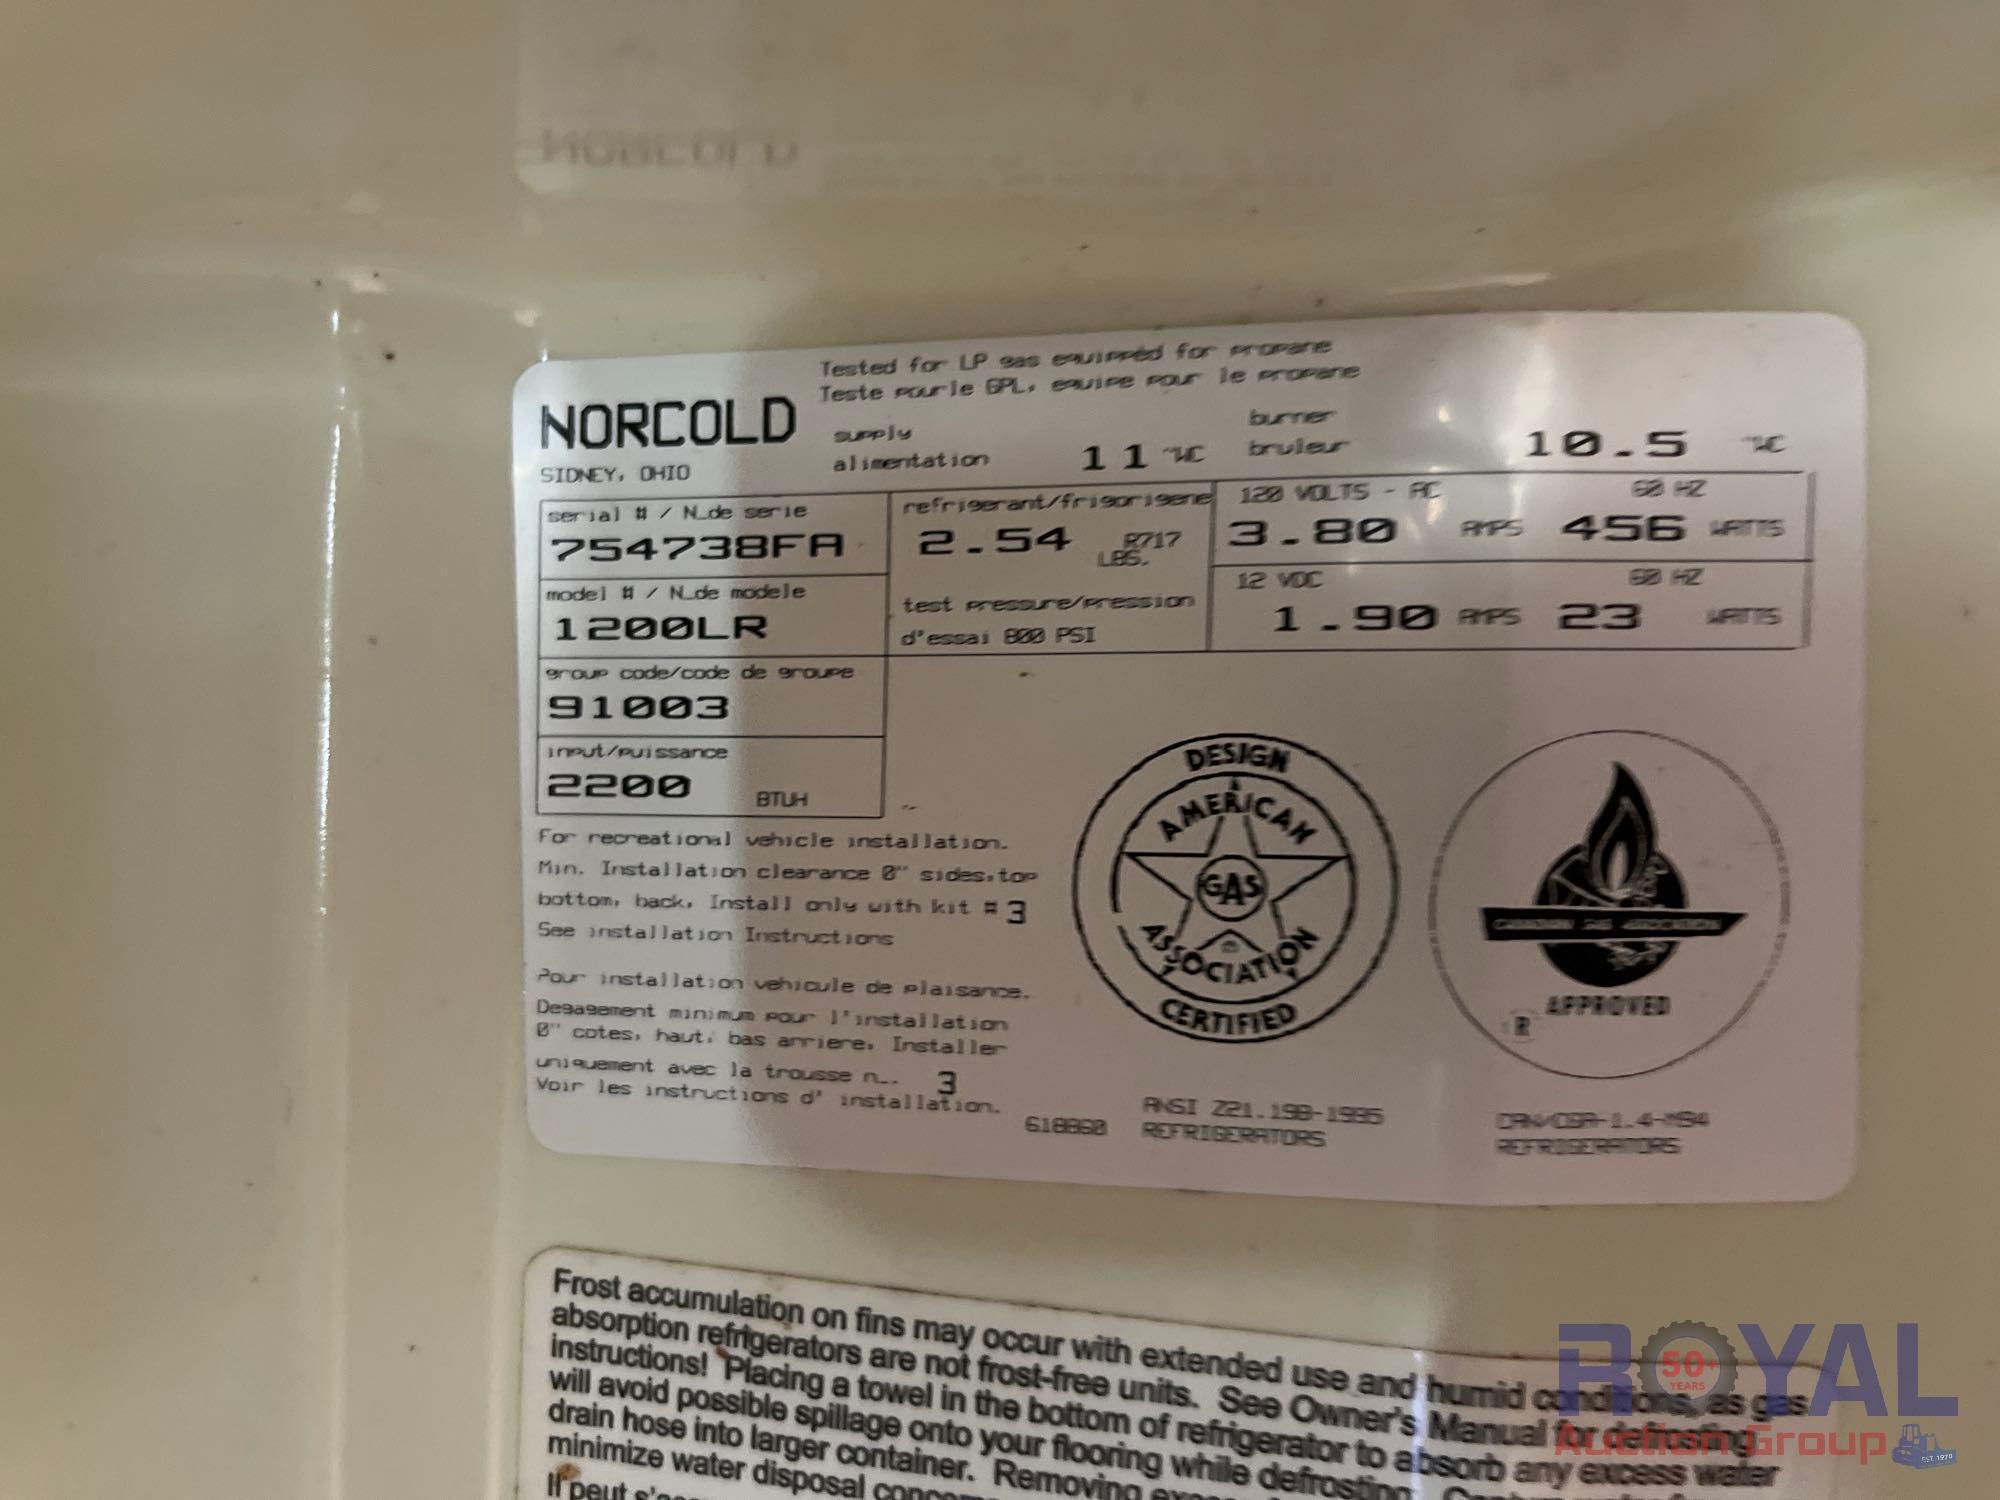 NORCOLD
SIDNEY, OHIO
Tested for LP gas equipped for propane
Teste pour le GPL, equipe pour le propane
supply
alimentation 11 "WC
burner
bruleur 10.5 "WC
serial # / N_de serie
754738FA
model # / N_de modele
1200LR
group code/code de groupe
91003
input/puissance
2200 BTUH
refrigerant/frigorigene
2.54 R717
LBS.
test pressure/pression
d'essai 800 PSI
120 VOLTS - AC 60 HZ
3.80 AMPS 456 WATTS
12 VDC 60 HZ
1.90 AMPS 23 WATTS
For recreational vehicle installation.
Min. Installation clearance 0" sides,top
bottom, back, Install only with kit # 3
See installation Instructions
Pour installation vehicule de plaisance.
Degagement minimum pour l'installation
0" cotes, haut, bas arriere, Installer
uniquement avec la trousse n_. 3
Voir les instructions d' installation.
618860
DESIGN
AMERICAN
GAS
ASSOCIATION
CERTIFIED
ANSI Z21.19B-1995
REFRIGERATORS
APPROVED
R
REFRIGERATORS
Frost accumulation on fins may occur with extended use and humid conditions, as gas
absorption refrigerators are not frost-free units. See Owner's Manual for defrosting
instructions! Placing a towel in the bottom of refrigerator to absorb any excess water
will avoid possible spillage onto your flooring while defrosting.
drain hose into larger container. Removing
minimize water disposal
Il peut
ROYAL
50+
YEARS
Auction Group
EST. 1970